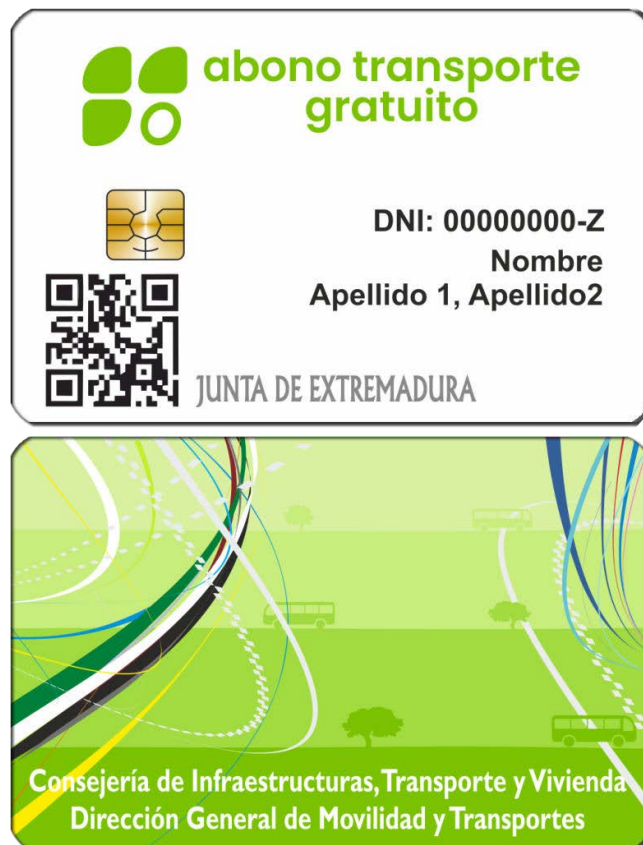 abono transporte
gratuito
DNI: 00000000-Z
Nombre
Apellido 1, Apellido2
JUNTA DE EXTREMADURA
Consejería de Infraestructuras, Transporte y Vivienda
Dirección General de Movilidad y Transportes